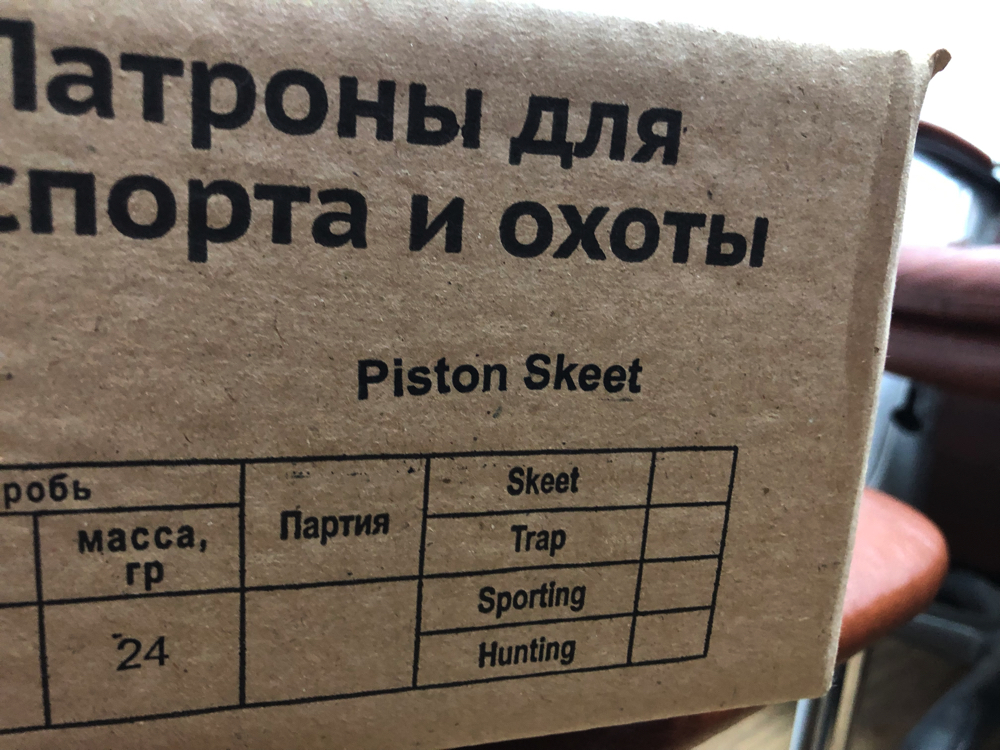 Патроны для
спорта и охоты
Piston Skeet
робь
масса,
гр
24
Партия
Skeet
Trap
Sporting
Hunting